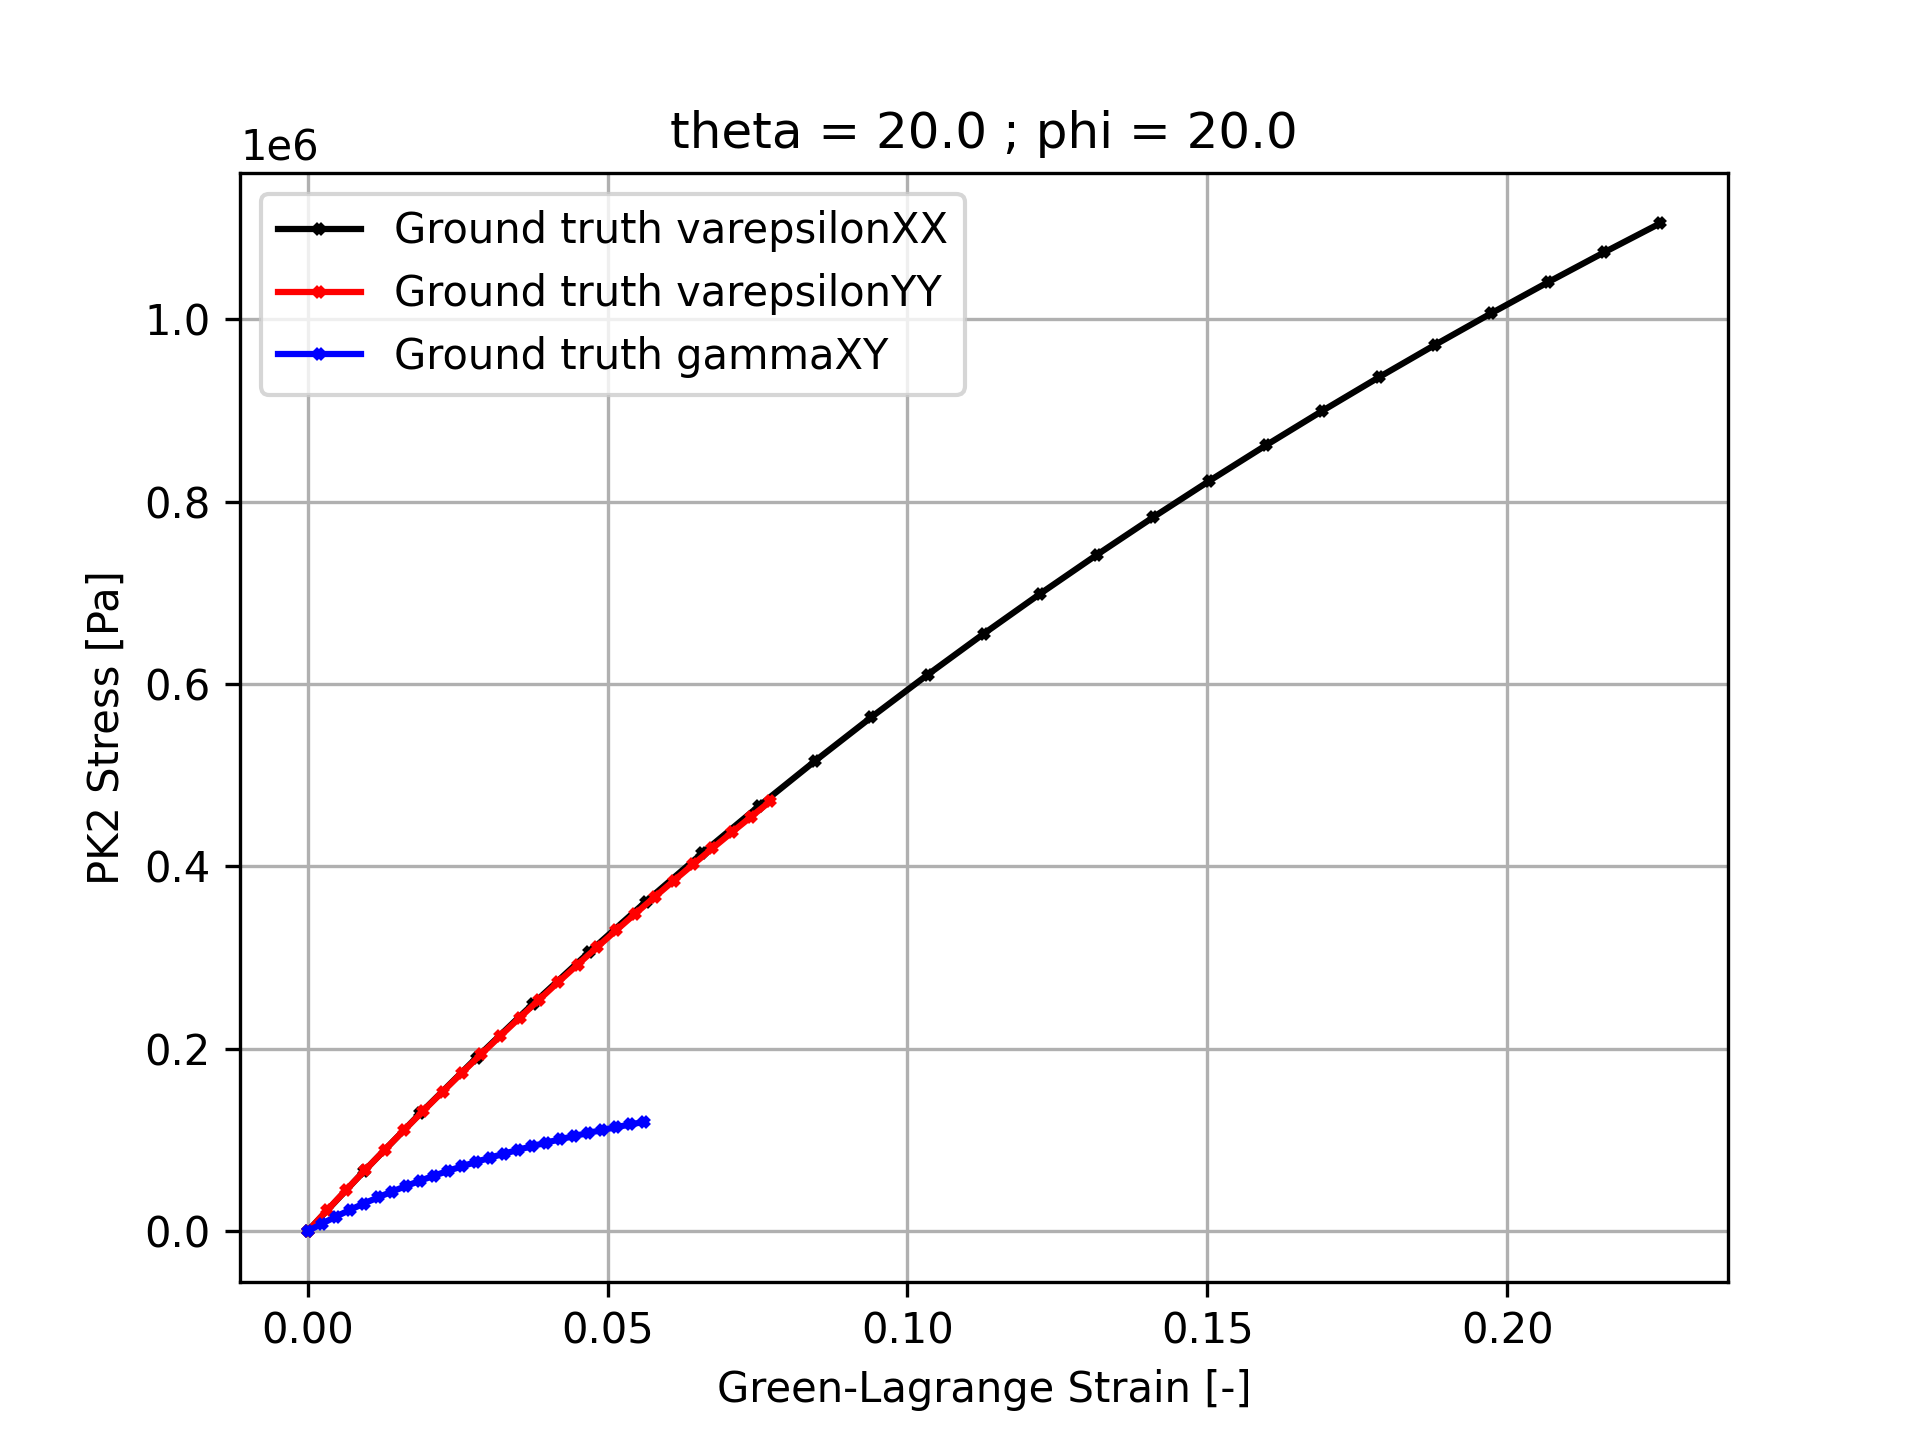 theta = 20.0 ; phi = 20.0
1e6
Ground truth varepsilonXX
Ground truth varepsilonYY
Ground truth gammaXY
1.0
0.8
0.6
0.4
0.2
0.0
PK2 Stress [Pa]
0.00 0.05 0.10 0.15 0.20
Green-Lagrange Strain [-]